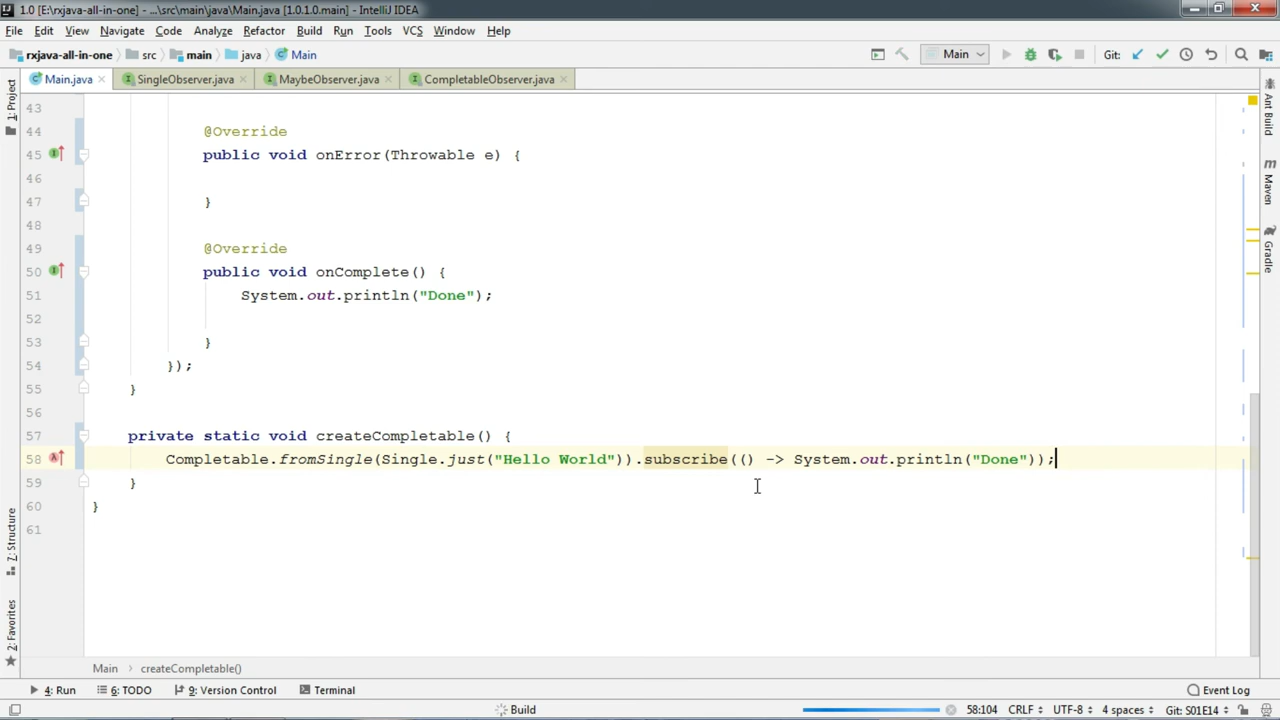 1.0 [E:\rxjava-all-in-one] - ...\src\main\java\Main.java [1.0.1.0.main] - IntelliJ IDEA
File Edit View Navigate Code Analyze Refactor Build Run Tools VCS Window Help
rxjava-all-in-one src main java Main Main Git:
Main.java SingleObserver.java MaybeObserver.java CompletableObserver.java
1: Project
Ant Build
Maven
Gradle
43
44 @Override
45 public void onError(Throwable e) {
46
47 }
48
49 @Override
50 public void onComplete() {
51 System.out.println("Done");
52
53 }
54 });
55 }
56
57 private static void createCompletable() {
58 Completable.fromSingle(Single.just("Hello World")).subscribe(() -> System.out.println("Done"));
59 }
60 }
61
7: Structure
2: Favorites
Main createCompletable()
4: Run 6: TODO 9: Version Control Terminal Event Log
Build 58:104 CRLF UTF-8 4 spaces Git: S01E14